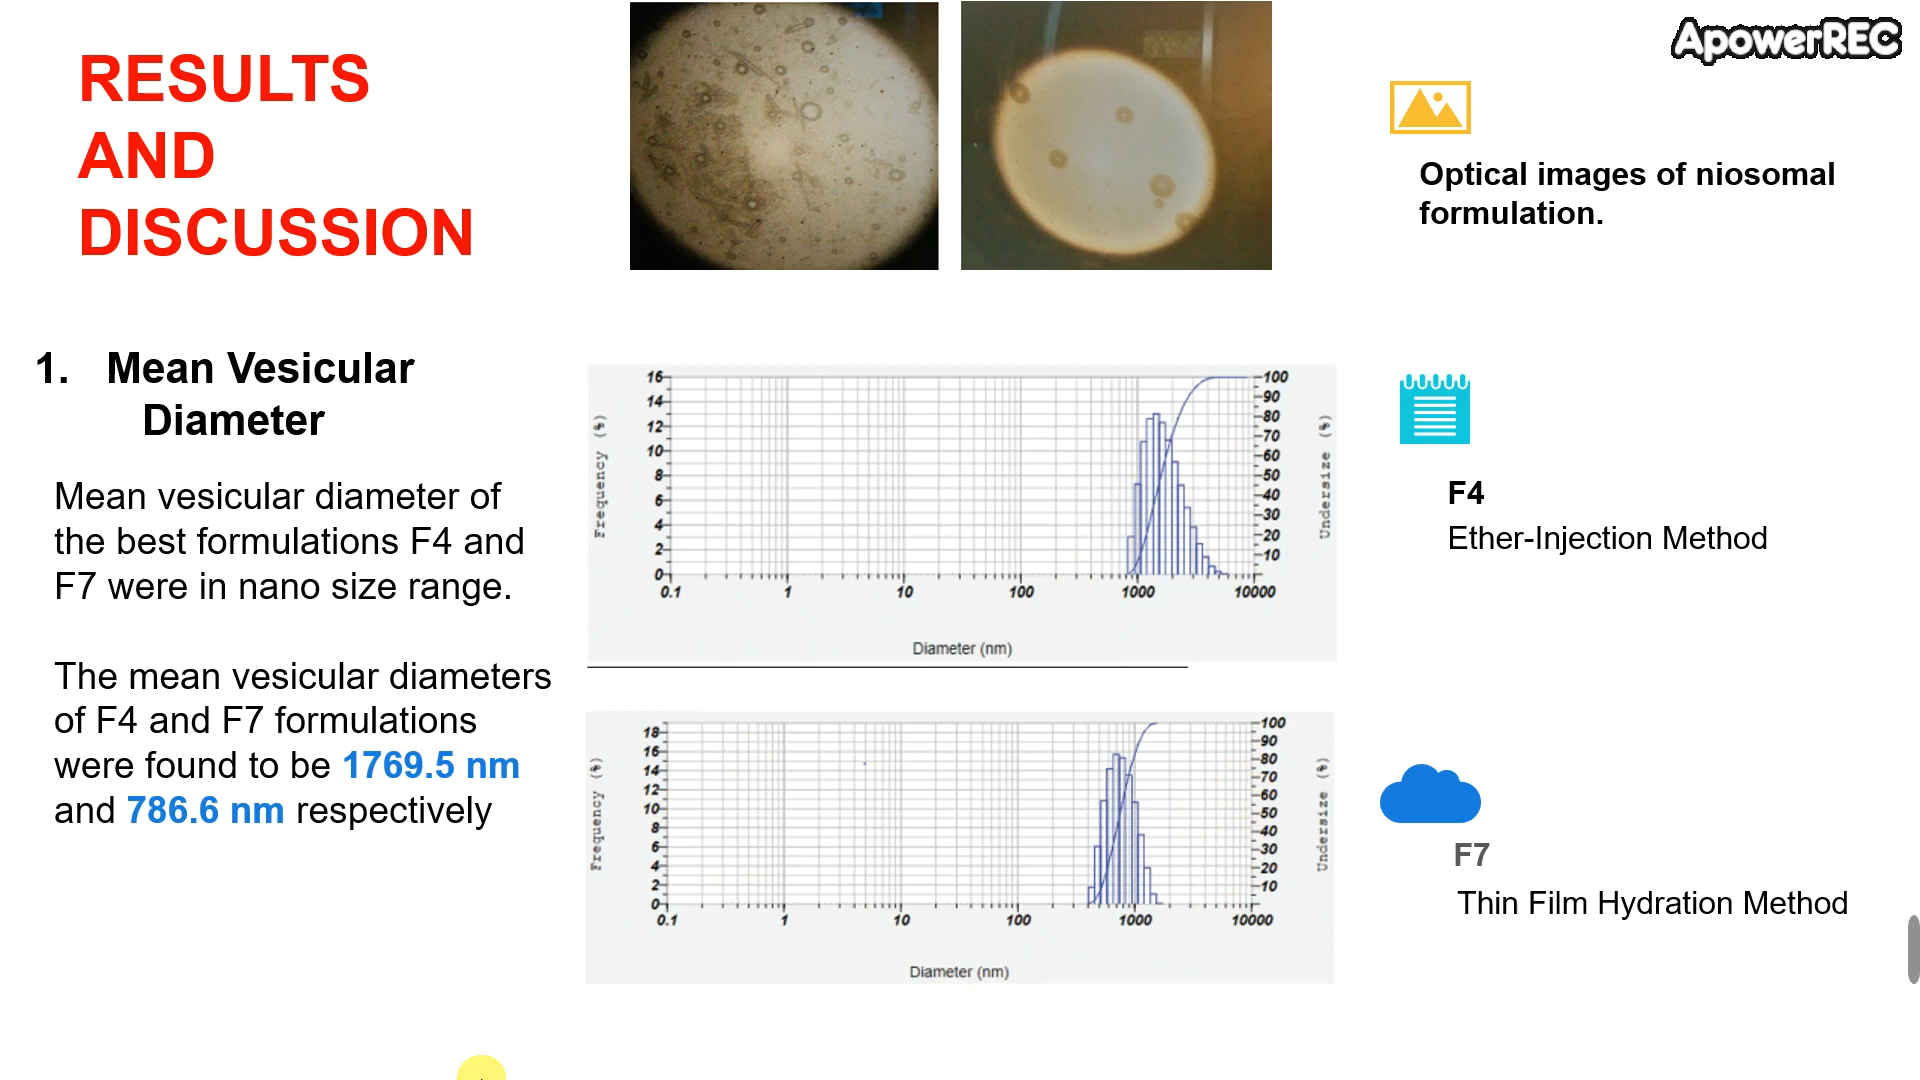 ApowerREC
RESULTS
AND
DISCUSSION
Optical images of niosomal
formulation.
1. Mean Vesicular
Diameter
Mean vesicular diameter of
the best formulations F4 and
F7 were in nano size range.
The mean vesicular diameters
of F4 and F7 formulations
were found to be 1769.5 nm
and 786.6 nm respectively
16
14
12
10
8
6
4
2
0
Frequency (%)
100
90
80
70
60
50
40
30
20
10
Undersize (%)
0.1 1 10 100 1000 10000
Diameter (nm)
F4
Ether-Injection Method
18
16
14
12
10
8
6
4
2
0
Frequency (%)
100
90
80
70
60
50
40
30
20
10
Undersize (%)
0.1 1 10 100 1000 10000
Diameter (nm)
F7
Thin Film Hydration Method